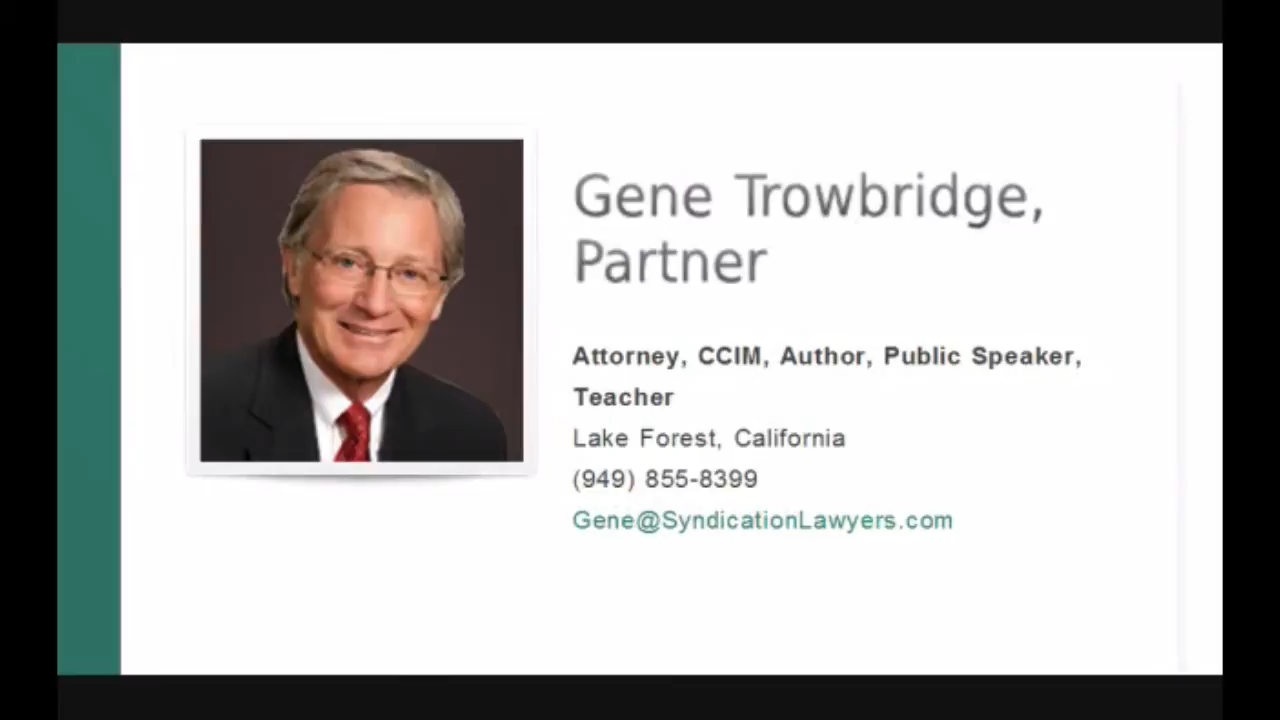 Gene Trowbridge,
Partner
Attorney, CCIM, Author, Public Speaker,
Teacher
Lake Forest, California
(949) 855-8399
Gene@SyndicationLawyers.com